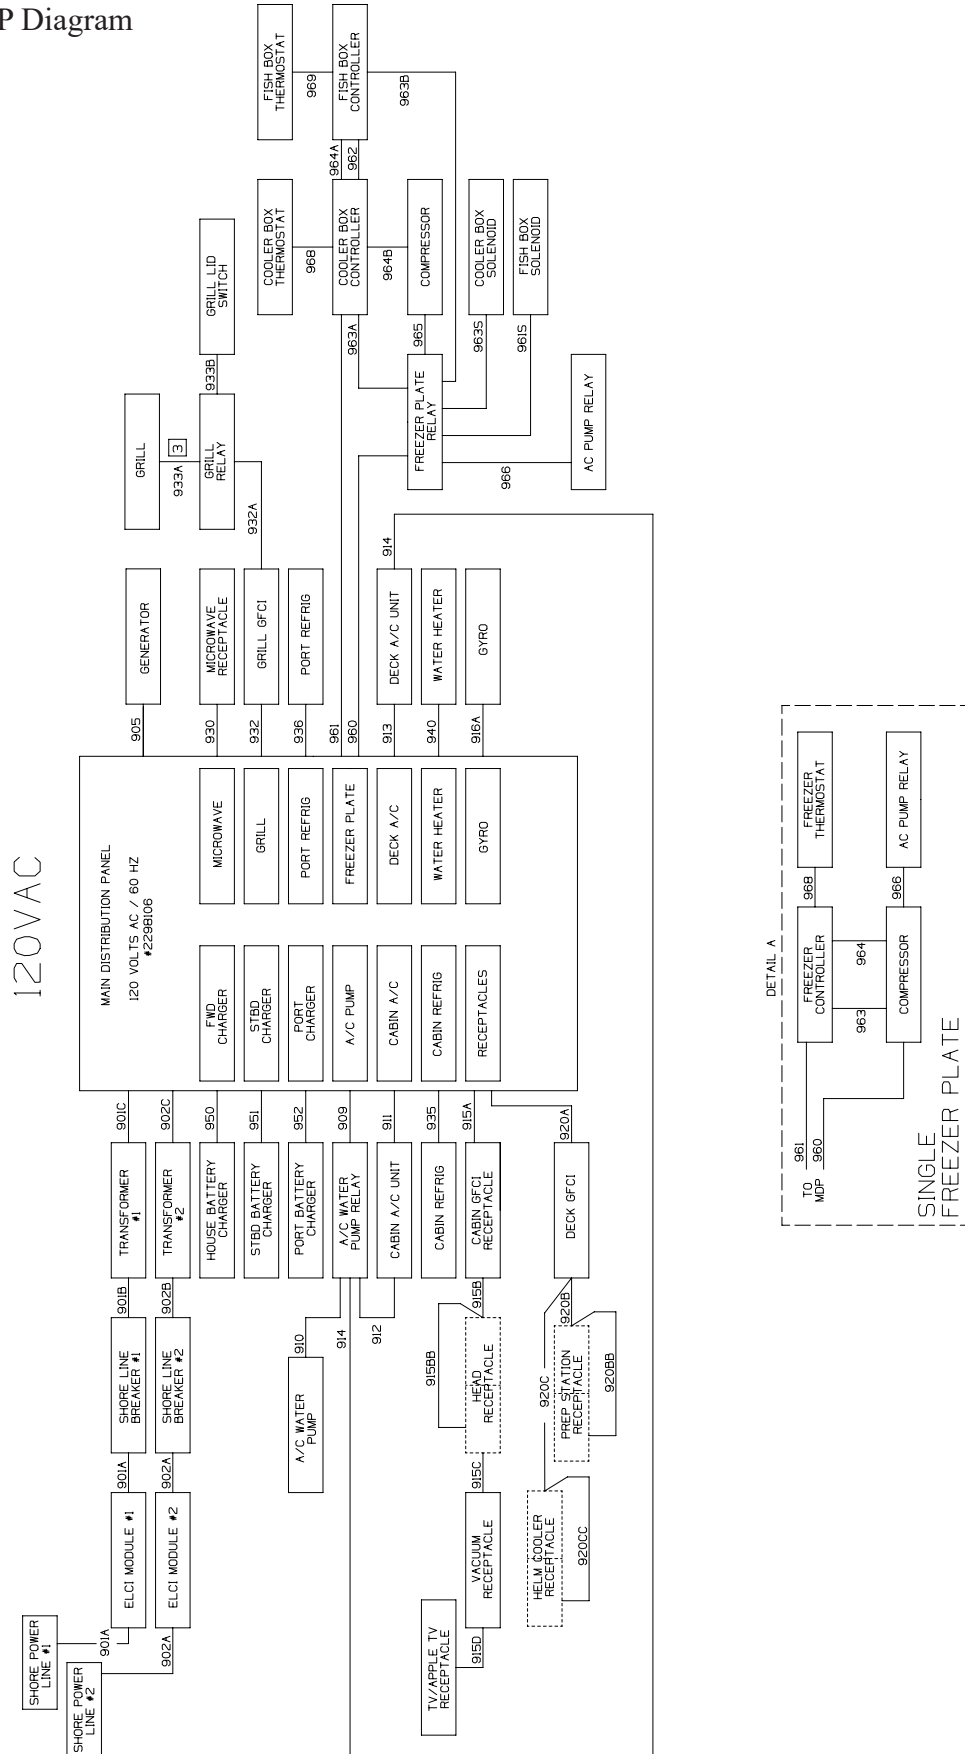 P Diagram
120VAC
FISH BOX
THERMOSTAT
969
FISH BOX
CONTROLLER
963B
964A
962
COOLER BOX
THERMOSTAT
968
COOLER BOX
CONTROLLER
964B
COMPRESSOR
COOLER BOX
SOLENOID
FISH BOX
SOLENOID
963A
965
963S
961S
GRILL LID
SWITCH
933B
GRILL
933A
3
GRILL
RELAY
932A
FREEZER PLATE
RELAY
966
AC PUMP RELAY
914
GENERATOR
MICROWAVE
RECEPTACLE
GRILL GFCI
PORT REFRIG
DECK A/C UNIT
WATER HEATER
GYRO
905
930
932
936
961
960
913
940
916A
MAIN DISTRIBUTION PANEL
120 VOLTS AC / 60 HZ
#2298106
MICROWAVE
GRILL
PORT REFRIG
FREEZER PLATE
DECK A/C
WATER HEATER
GYRO
FWD
CHARGER
STBD
CHARGER
PORT
CHARGER
A/C PUMP
CABIN A/C
CABIN REFRIG
RECEPTACLES
901C
902C
950
951
952
909
911
935
915A
920A
TRANSFORMER
#1
TRANSFORMER
#2
HOUSE BATTERY
CHARGER
STBD BATTERY
CHARGER
PORT BATTERY
CHARGER
A/C WATER
PUMP RELAY
CABIN A/C UNIT
CABIN REFRIG
CABIN GFCI
RECEPTACLE
DECK GFCI
901B
902B
910
914
912
915B
920B
SHORE LINE
BREAKER #1
SHORE LINE
BREAKER #2
A/C WATER
PUMP
915BB
HEAD
RECEPTACLE
920C
PREP STATION
RECEPTACLE
920BB
901A
902A
915C
ELCI MODULE #1
ELCI MODULE #2
VACUUM
RECEPTACLE
HELM COOLER
RECEPTACLE
920CC
901A
902A
915D
TV/APPLE TV
RECEPTACLE
SHORE POWER
LINE #1
SHORE POWER
LINE #2
DETAIL A
FREEZER
THERMOSTAT
AC PUMP RELAY
968
966
FREEZER
CONTROLLER
964
963
COMPRESSOR
961
960
TO
MDP
SINGLE
FREEZER PLATE